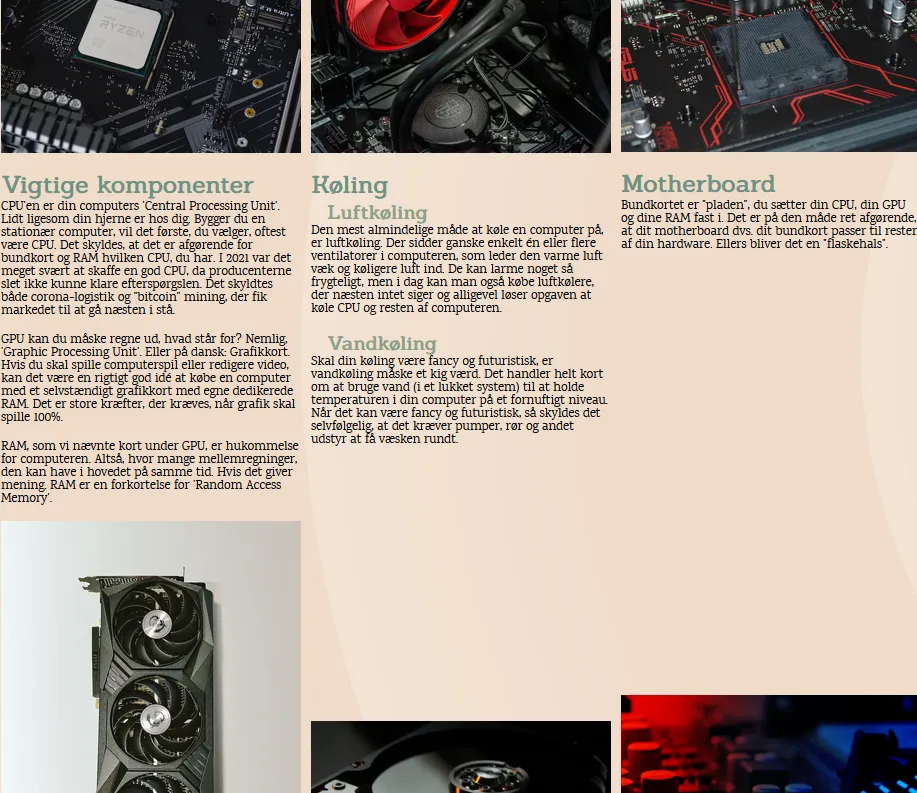 RYZEN
Vigtige komponenter
CPU'en er din computers 'Central Processing Unit'.
Lidt ligesom din hjerne er hos dig. Bygger du en
stationær computer, vil det første, du vælger, oftest
være CPU. Det skyldes, at det er afgørende for
bundkort og RAM hvilken CPU, du har. I 2021 var det
meget svært at skaffe en god CPU, da producenterne
slet ikke kunne klare efterspørgslen. Det skyldtes
både corona-logistik og "bitcoin" mining, der fik
markedet til at gå næsten i stå.
GPU kan du måske regne ud, hvad står for? Nemlig,
'Graphic Processing Unit'. Eller på dansk: Grafikkort.
Hvis du skal spille computerspil eller redigere video,
kan det være en rigtigt god idé at købe en computer
med et selvstændigt grafikkort med egne dedikerede
RAM. Det er store kræfter, der kræves, når grafik skal
spille 100%.
RAM, som vi nævnte kort under GPU, er hukommelse
for computeren. Altså, hvor mange mellemregninger,
den kan have i hovedet på samme tid. Hvis det giver
mening. RAM er en forkortelse for 'Random Access
Memory'.
Køling
Luftkøling
Den mest almindelige måde at køle en computer på,
er luftkøling. Der sidder ganske enkelt én eller flere
ventilatorer i computeren, som leder den varme luft
væk og køligere luft ind. De kan larme noget så
frygteligt, men i dag kan man også købe luftkølere,
der næsten intet siger og alligevel løser opgaven at
køle CPU og resten af computeren.
Vandkøling
Skal din køling være fancy og futuristisk, er
vandkøling måske et kig værd. Det handler helt kort
om at bruge vand (i et lukket system) til at holde
temperaturen i din computer på et fornuftigt niveau.
Når det kan være fancy og futuristisk, så skyldes det
selvfølgelig, at det kræver pumper, rør og andet
udstyr at få væsken rundt.
Motherboard
Bundkortet er "pladen", du sætter din CPU, din GPU
og dine RAM fast i. Det er på den måde ret afgørende,
at dit motherboard dvs. dit bundkort passer til resten
af din hardware. Ellers bliver det en "flaskehals".